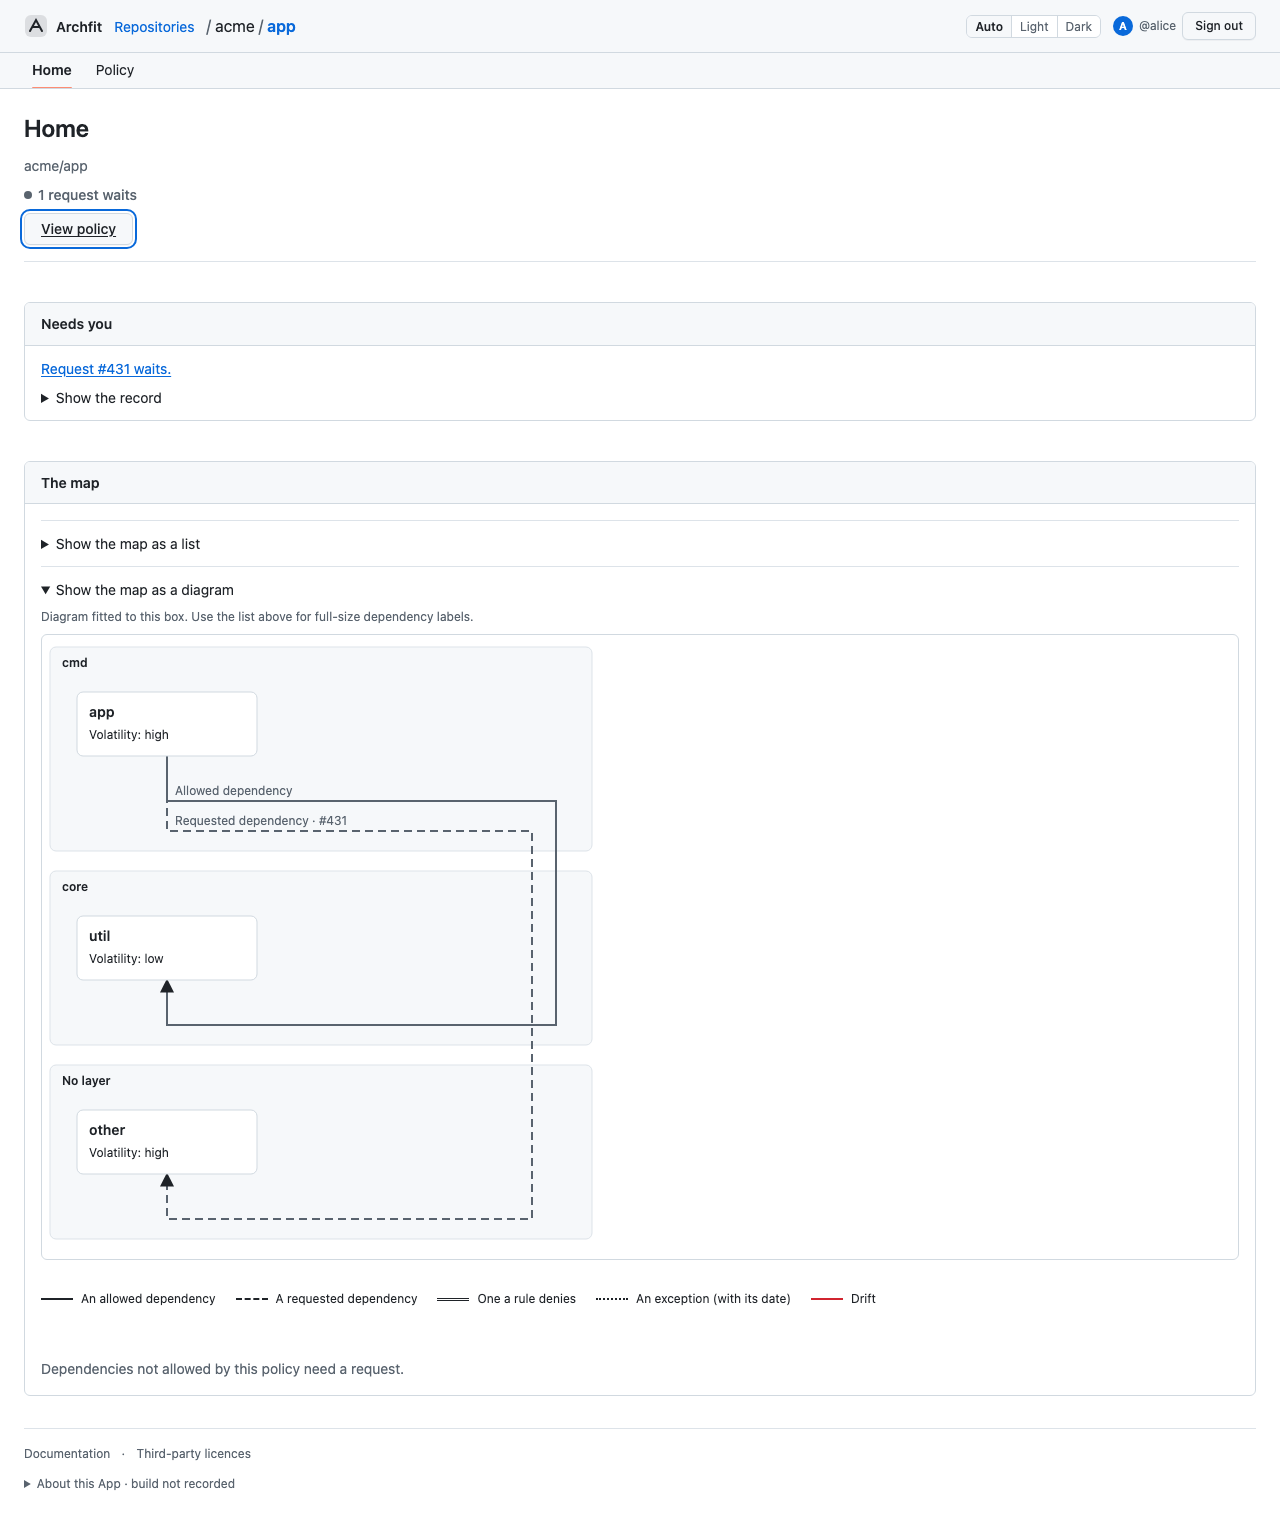 Archfit Repositories / acme / app Auto Light Dark A @alice Sign out
Home Policy
Home
acme/app
1 request waits
View policy
Needs you
Request #431 waits.
Show the record
The map
Show the map as a list
Show the map as a diagram
Diagram fitted to this box. Use the list above for full-size dependency labels.
cmd
app
Volatility: high
Allowed dependency
Requested dependency · #431
core
util
Volatility: low
No layer
other
Volatility: high
An allowed dependency A requested dependency One a rule denies An exception (with its date) Drift
Dependencies not allowed by this policy need a request.
Documentation · Third-party licences
About this App · build not recorded